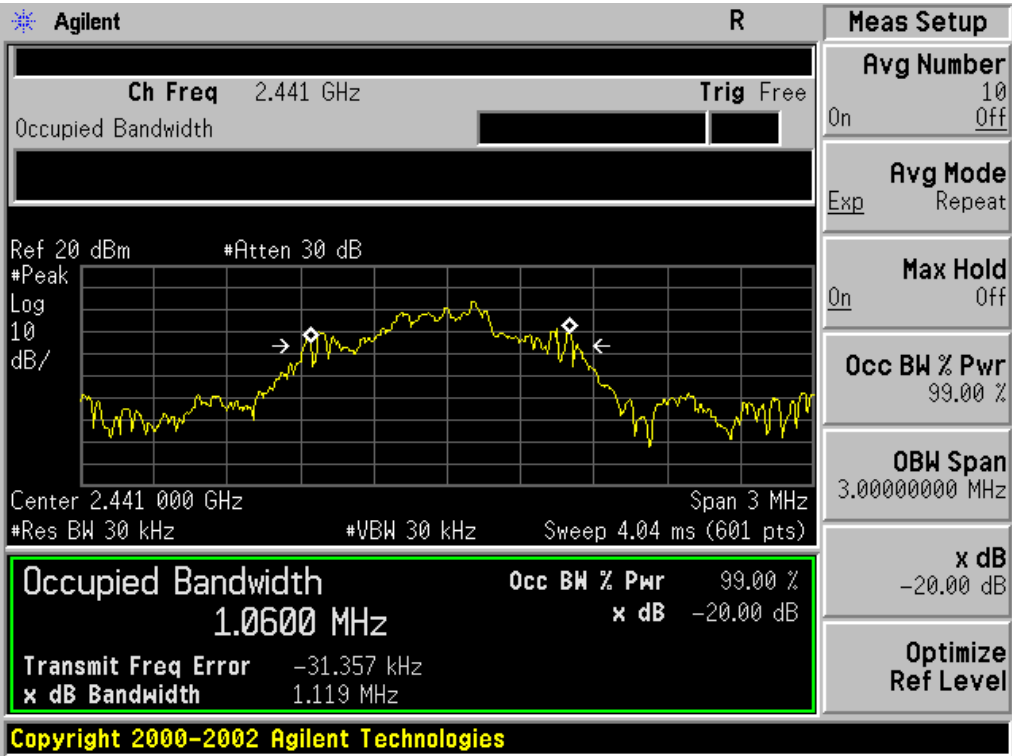 Agilent R
Ch Freq 2.441 GHz Trig Free
Occupied Bandwidth
Ref 20 dBm #Atten 30 dB
#Peak
Log
10
dB/
Center 2.441 000 GHz Span 3 MHz
#Res BW 30 kHz #VBW 30 kHz Sweep 4.04 ms (601 pts)
Occupied Bandwidth Occ BW % Pwr 99.00 %
1.0600 MHz x dB -20.00 dB
Transmit Freq Error -31.357 kHz
x dB Bandwidth 1.119 MHz
Copyright 2000-2002 Agilent Technologies
Meas Setup
Avg Number
10
On Off
Avg Mode
Exp Repeat
Max Hold
On Off
Occ BW % Pwr
99.00 %
OBW Span
3.00000000 MHz
x dB
-20.00 dB
Optimize
Ref Level